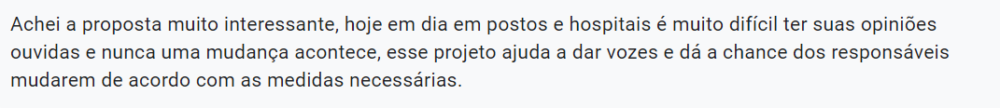 Achei a proposta muito interessante, hoje em dia em postos e hospitais é muito difícil ter suas opiniões
ouvidas e nunca uma mudança acontece, esse projeto ajuda a dar vozes e dá a chance dos responsáveis
mudarem de acordo com as medidas necessárias.